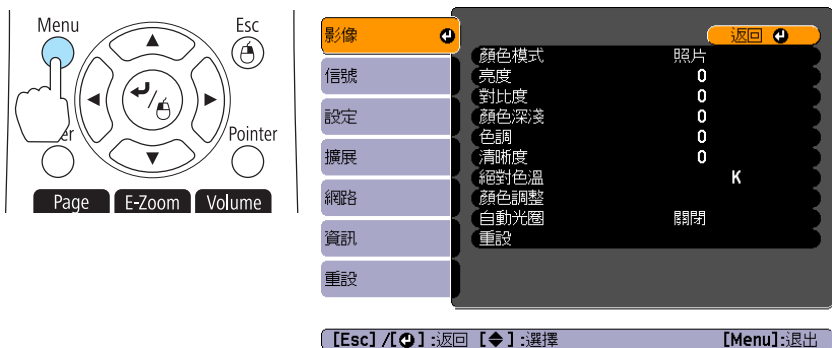 Menu
Esc
er
Pointer
Page
E-Zoom
Volume
影像
信號
設定
擴展
網路
資訊
重設
返回
顏色模式 照片
亮度 0
對比度 0
顏色深淺 0
色調 0
清晰度 0
絕對色溫 K
顏色調整
自動光圈 關閉
重設
[Esc] /[ ] :返回 [ ] :選擇 [Menu]:退出